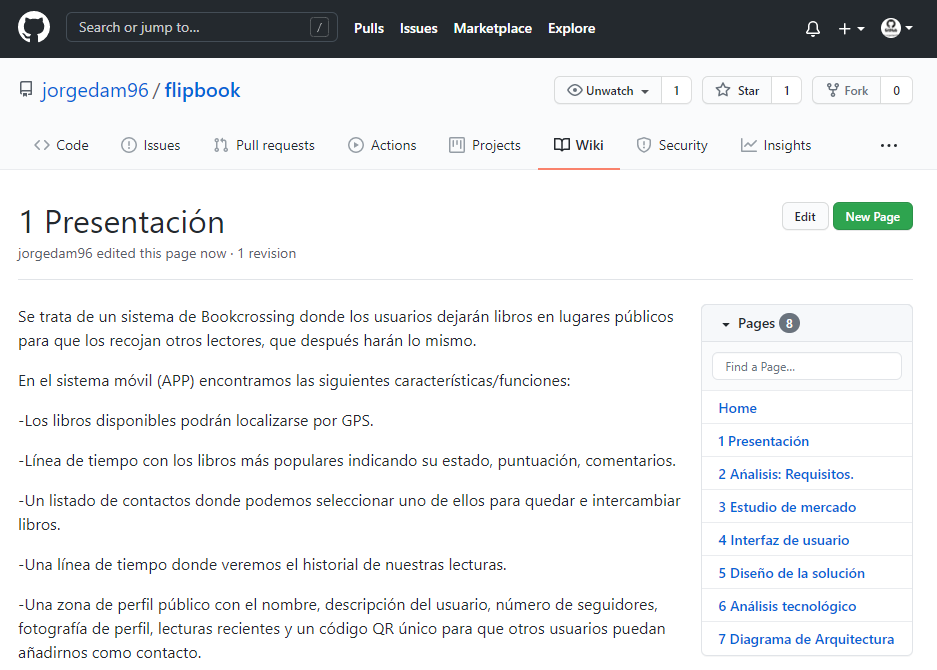 Search or jump to... /
Pulls Issues Marketplace Explore
jorgedam96 / flipbook
Unwatch 1 Star 1 Fork 0
Code Issues Pull requests Actions Projects Wiki Security Insights ...
1 Presentación
Edit New Page
jorgedam96 edited this page now · 1 revision
Se trata de un sistema de Bookcrossing donde los usuarios dejarán libros en lugares públicos
para que los recojan otros lectores, que después harán lo mismo.
En el sistema móvil (APP) encontramos las siguientes características/funciones:
-Los libros disponibles podrán localizarse por GPS.
-Línea de tiempo con los libros más populares indicando su estado, puntuación, comentarios.
-Un listado de contactos donde podemos seleccionar uno de ellos para quedar e intercambiar
libros.
-Una línea de tiempo donde veremos el historial de nuestras lecturas.
-Una zona de perfil público con el nombre, descripción del usuario, número de seguidores,
fotografía de perfil, lecturas recientes y un código QR único para que otros usuarios puedan
añadirnos como contacto.
Pages 8
Find a Page...
Home
1 Presentación
2 Ańalisis: Requisitos.
3 Estudio de mercado
4 Interfaz de usuario
5 Diseño de la solución
6 Análisis tecnológico
7 Diagrama de Arquitectura